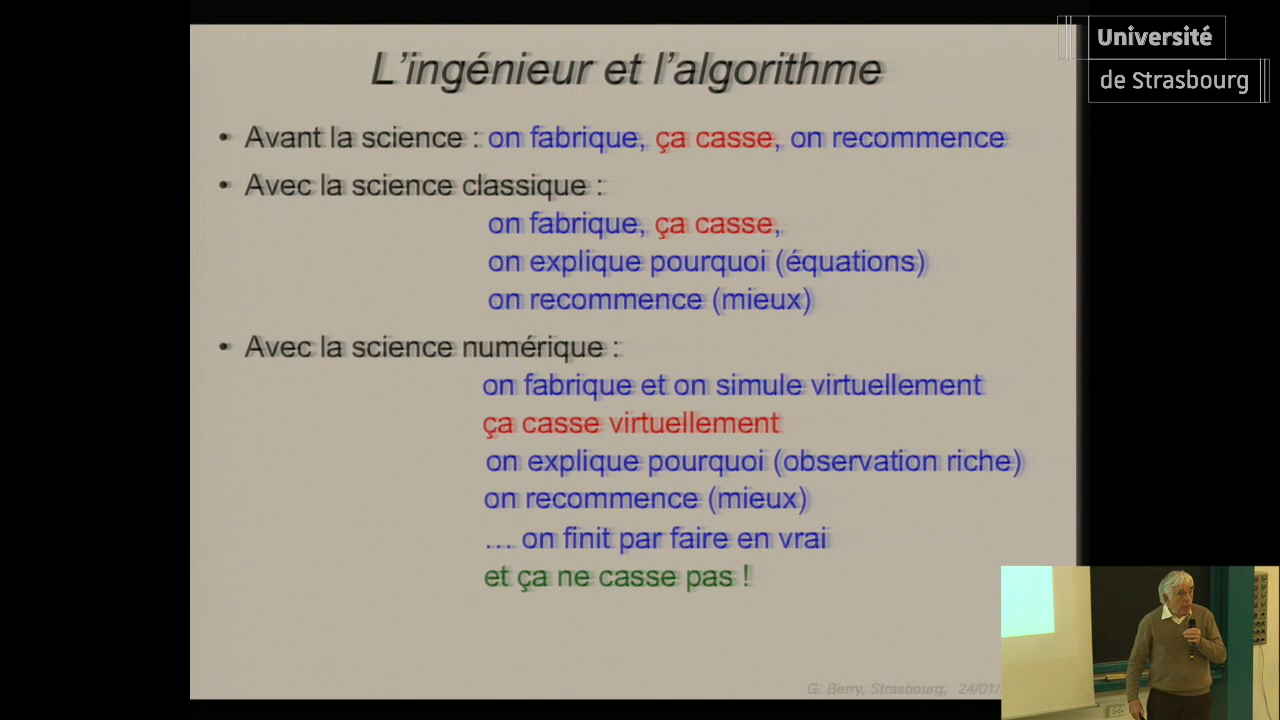 Université
de Strasbourg
L'ingénieur et l'algorithme
• Avant la science : on fabrique, ça casse, on recommence
• Avec la science classique :
on fabrique, ça casse,
on explique pourquoi (équations)
on recommence (mieux)
• Avec la science numérique :
on fabrique et on simule virtuellement
ça casse virtuellement
on explique pourquoi (observation riche)
on recommence (mieux)
... on finit par faire en vrai
et ça ne casse pas !
G. Berry, Strasbourg, 24/01/